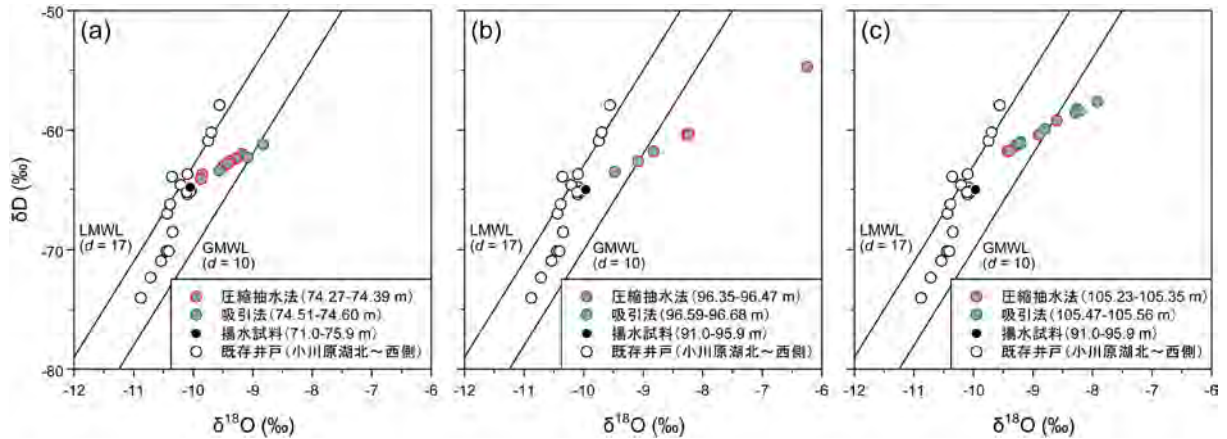 (a)
-50
-60
-70
-80
δD (‰)
LMWL
(d = 17)
GMWL
(d = 10)
圧縮抽水法(74.27-74.39 m)
吸引法(74.51-74.60 m)
揚水試料(71.0-75.9 m)
既存井戸(小川原湖北～西側)
-12 -11 -10 -9 -8 -7 -6
δ18O (‰)
(b)
LMWL
(d = 17)
GMWL
(d = 10)
圧縮抽水法(96.35-96.47 m)
吸引法(96.59-96.68 m)
揚水試料(91.0-95.9 m)
既存井戸(小川原湖北～西側)
-12 -11 -10 -9 -8 -7 -6
δ18O (‰)
(c)
LMWL
(d = 17)
GMWL
(d = 10)
圧縮抽水法(105.23-105.35 m)
吸引法(105.47-105.56 m)
揚水試料(91.0-95.9 m)
既存井戸(小川原湖北～西側)
-12 -11 -10 -9 -8 -7 -6
δ18O (‰)